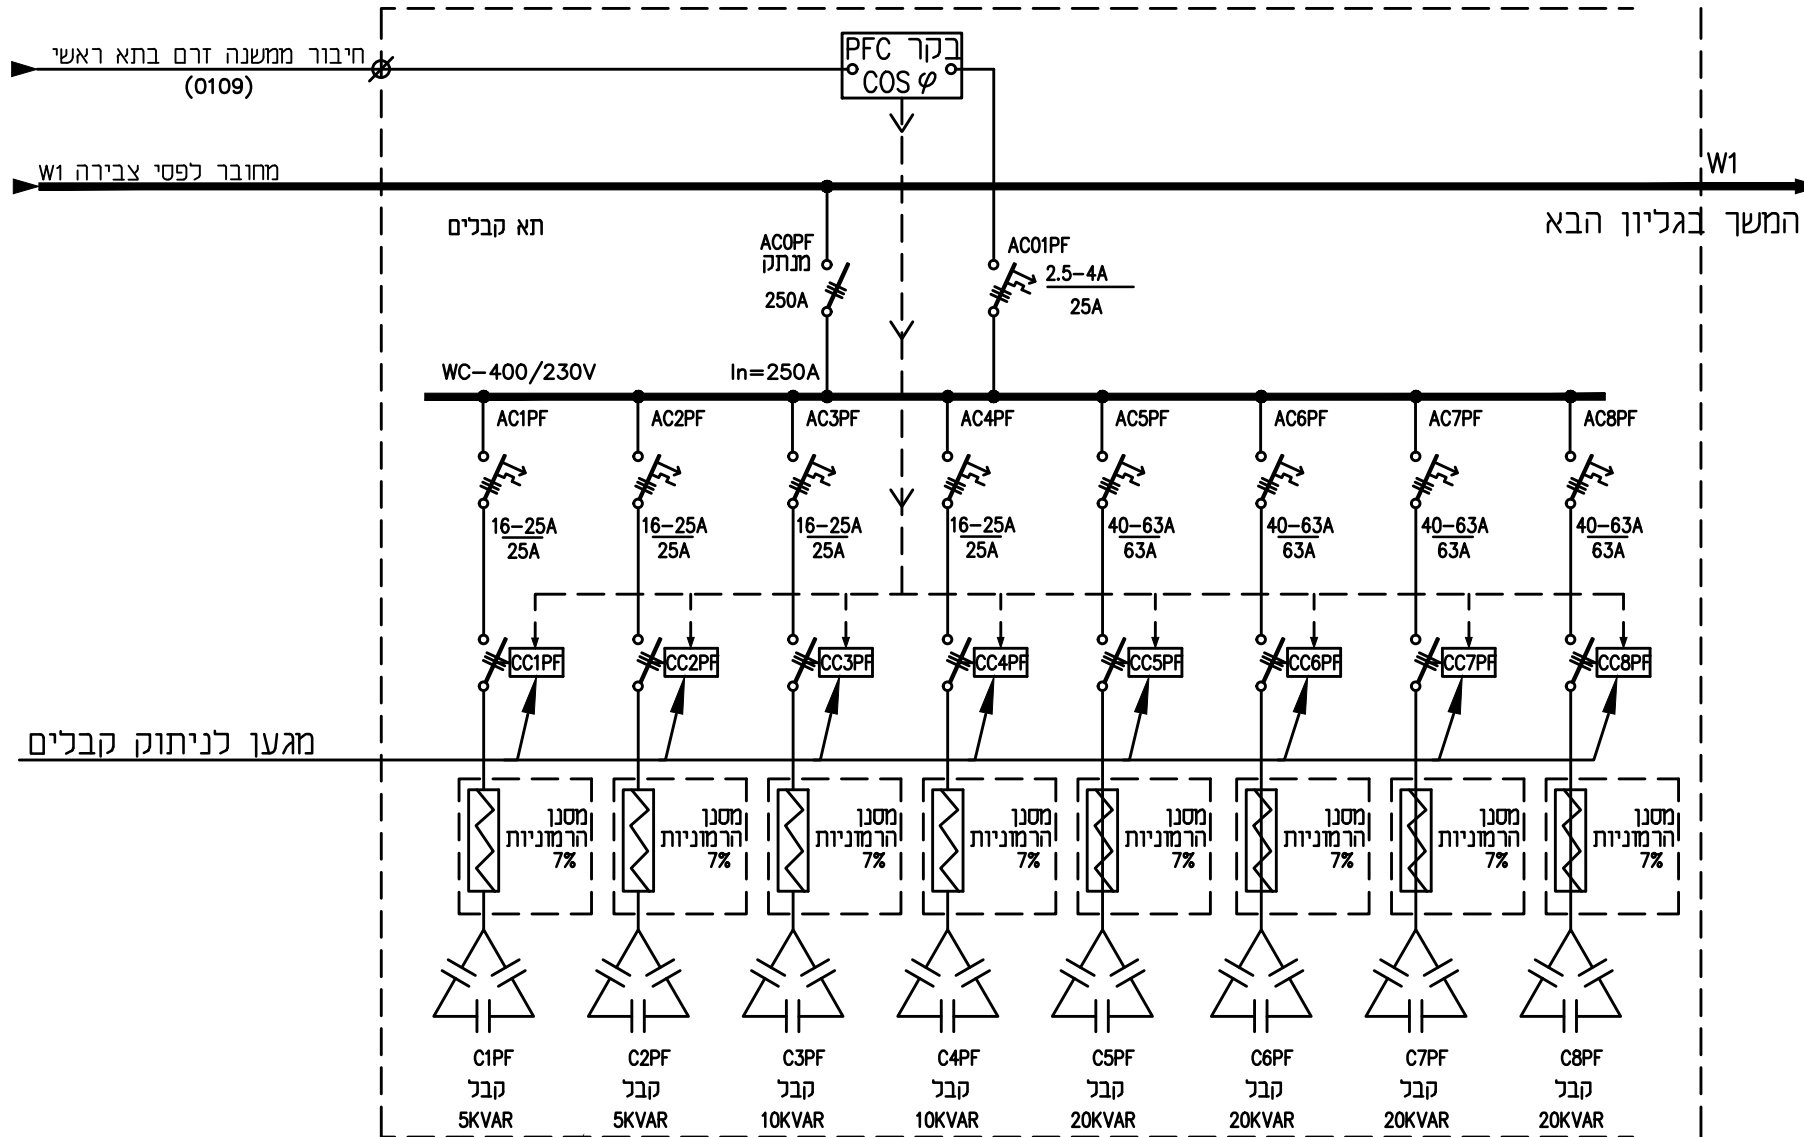 חיבור ממשנה זרם בתא ראשי
(0109)
בקר PFC
COS φ
מחובר לפסי צבירה W1
W1
המשך בגליון הבא
תא קבלים
AC0PF
מנתק
250A
AC01PF
2.5-4A
25A
WC-400/230V
In=250A
AC1PF
AC2PF
AC3PF
AC4PF
AC5PF
AC6PF
AC7PF
AC8PF
16-25A
25A
16-25A
25A
16-25A
25A
16-25A
25A
40-63A
63A
40-63A
63A
40-63A
63A
40-63A
63A
CC1PF
CC2PF
CC3PF
CC4PF
CC5PF
CC6PF
CC7PF
CC8PF
מגען לניתוק קבלים
מסנן
הרמוניות
7%
מסנן
הרמוניות
7%
מסנן
הרמוניות
7%
מסנן
הרמוניות
7%
מסנן
הרמוניות
7%
מסנן
הרמוניות
7%
מסנן
הרמוניות
7%
מסנן
הרמוניות
7%
C1PF
קבל
5KVAR
C2PF
קבל
5KVAR
C3PF
קבל
10KVAR
C4PF
קבל
10KVAR
C5PF
קבל
20KVAR
C6PF
קבל
20KVAR
C7PF
קבל
20KVAR
C8PF
קבל
20KVAR